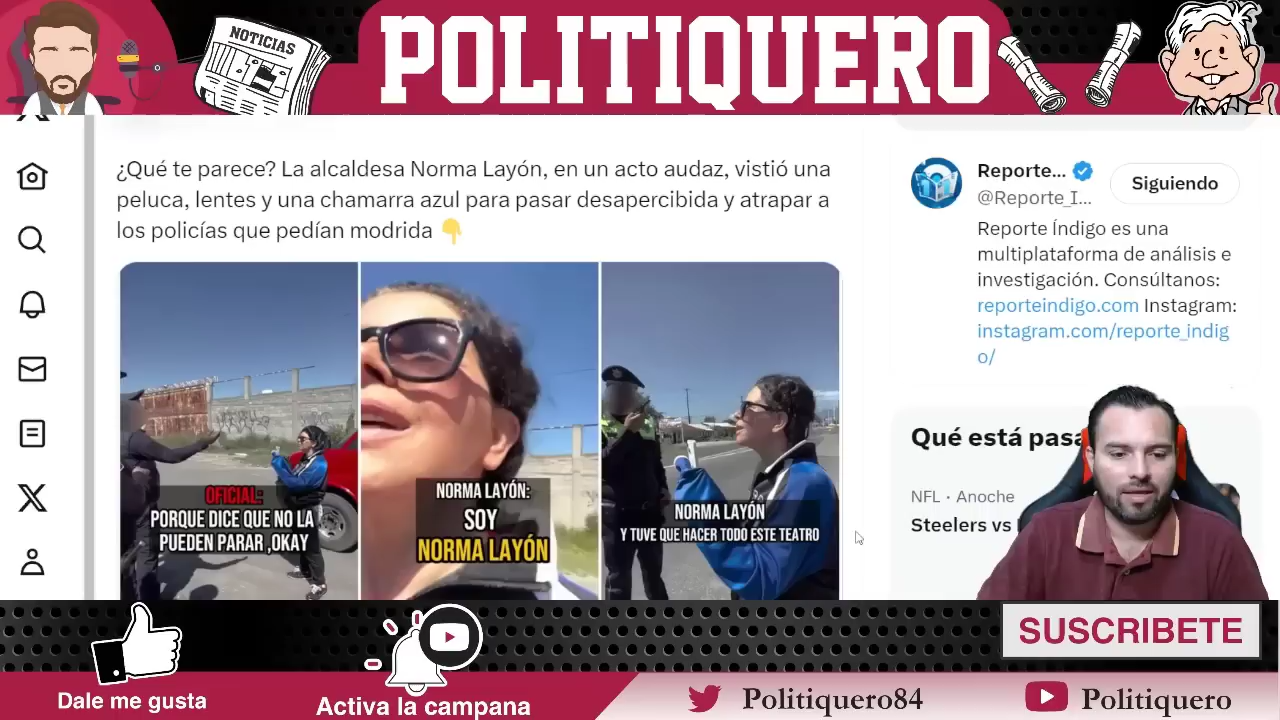 NOTICIAS
POLITIQUERO
¿Qué te parece? La alcaldesa Norma Layón, en un acto audaz, vistió una
peluca, lentes y una chamarra azul para pasar desapercibida y atrapar a
los policías que pedían modrida 👇
OFICIAL:
PORQUE DICE QUE NO LA
PUEDEN PARAR ,OKAY
NORMA LAYÓN:
SOY
NORMA LAYÓN
NORMA LAYÓN
Y TUVE QUE HACER TODO ESTE TEATRO
Reporte...
@Reporte_I...
Siguiendo
Reporte Índigo es una
multiplataforma de análisis e
investigación. Consúltanos:
reporteindigo.com Instagram:
instagram.com/reporte_indig
o/
Qué está pasa
NFL · Anoche
Steelers vs
SUSCRIBETE
Dale me gusta
Activa la campana
Politiquero84
Politiquero